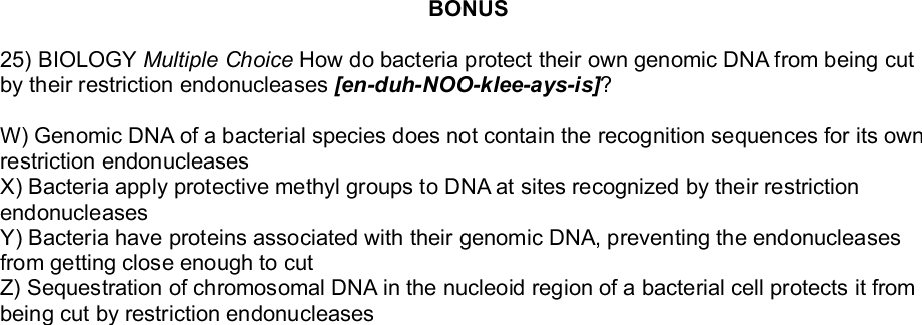 BONUS
25) BIOLOGY Multiple Choice How do bacteria protect their own genomic DNA from being cut
by their restriction endonucleases [en-duh-NOO-klee-ays-is]?
W) Genomic DNA of a bacterial species does not contain the recognition sequences for its own
restriction endonucleases
X) Bacteria apply protective methyl groups to DNA at sites recognized by their restriction
endonucleases
Y) Bacteria have proteins associated with their genomic DNA, preventing the endonucleases
from getting close enough to cut
Z) Sequestration of chromosomal DNA in the nucleoid region of a bacterial cell protects it from
being cut by restriction endonucleases